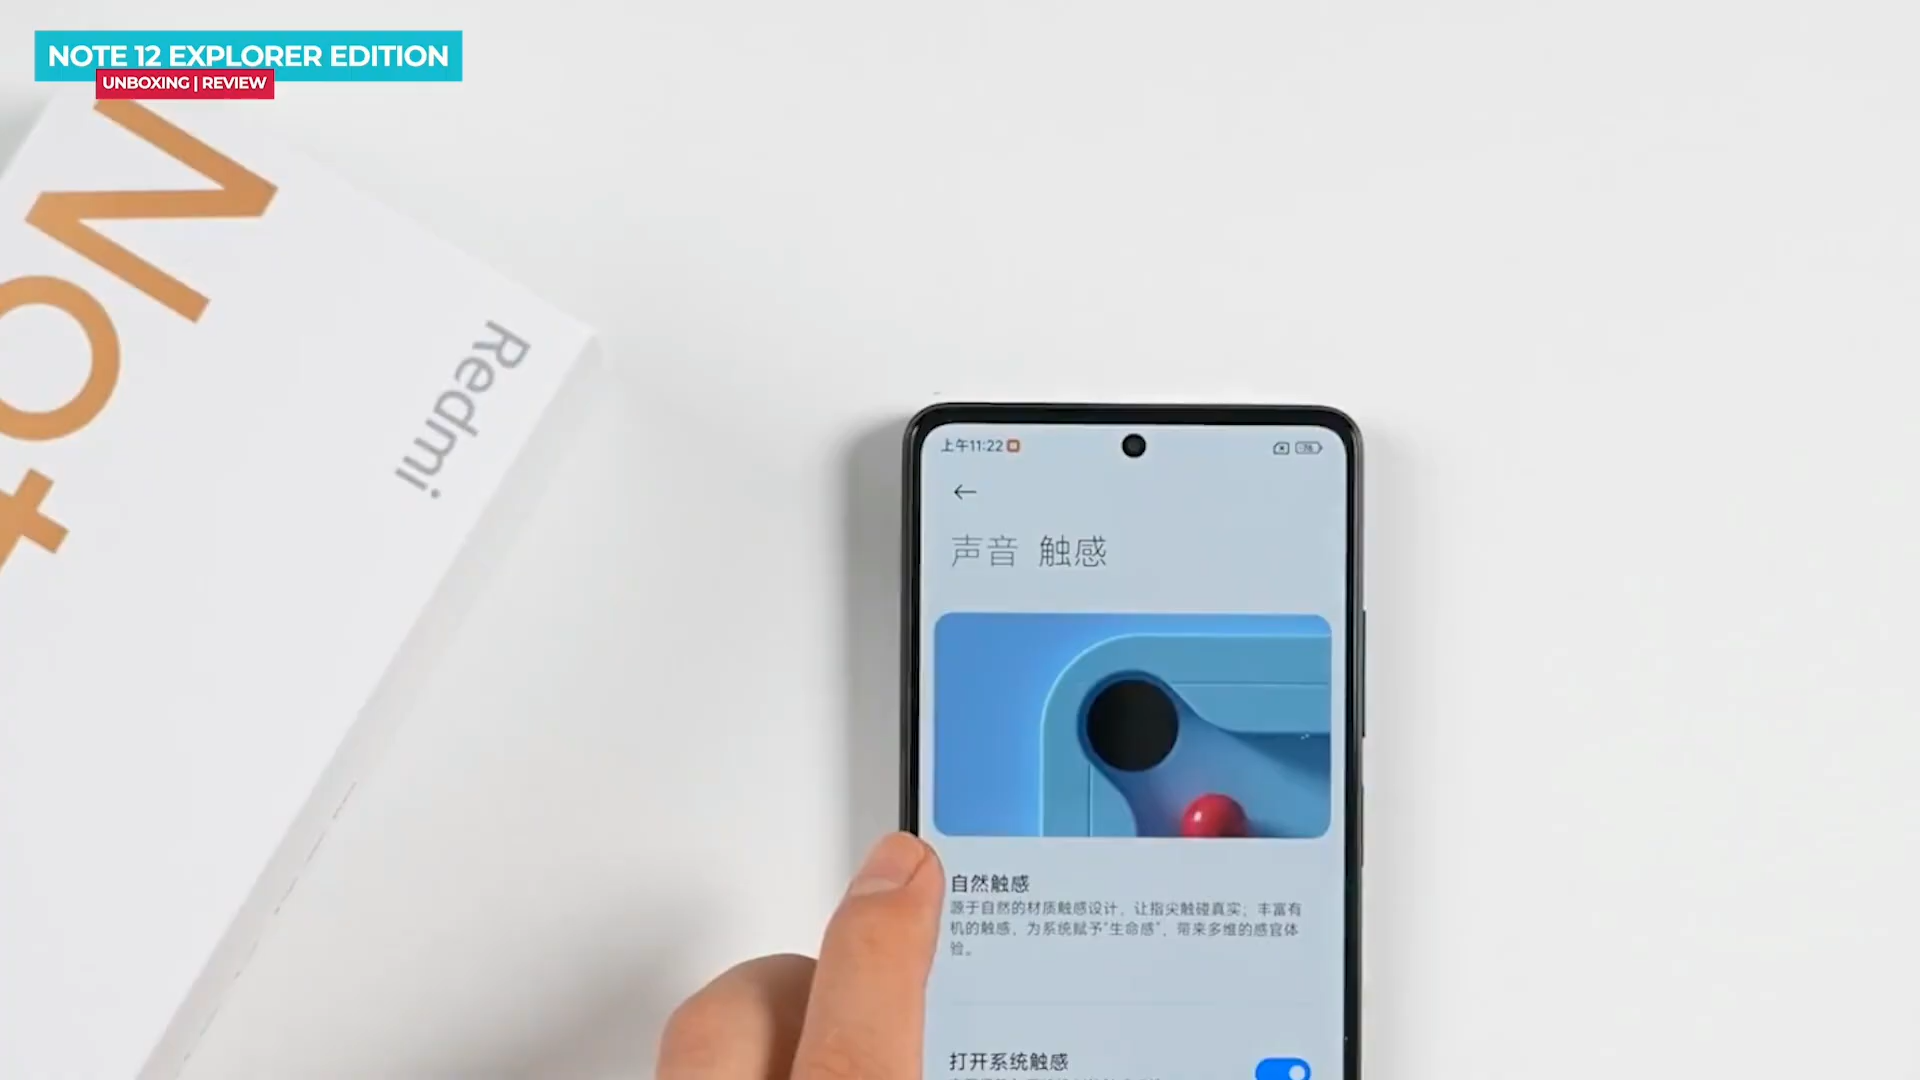 NOTE 12 EXPLORER EDITION
UNBOXING | REVIEW
Not
Redmi
上午11:22
76
声音 触感
自然触感
源于自然的材质触感设计，让指尖触碰真实；丰富有
机的触感，为系统赋予“生命感”，带来多维的感官体
验。
打开系统触感